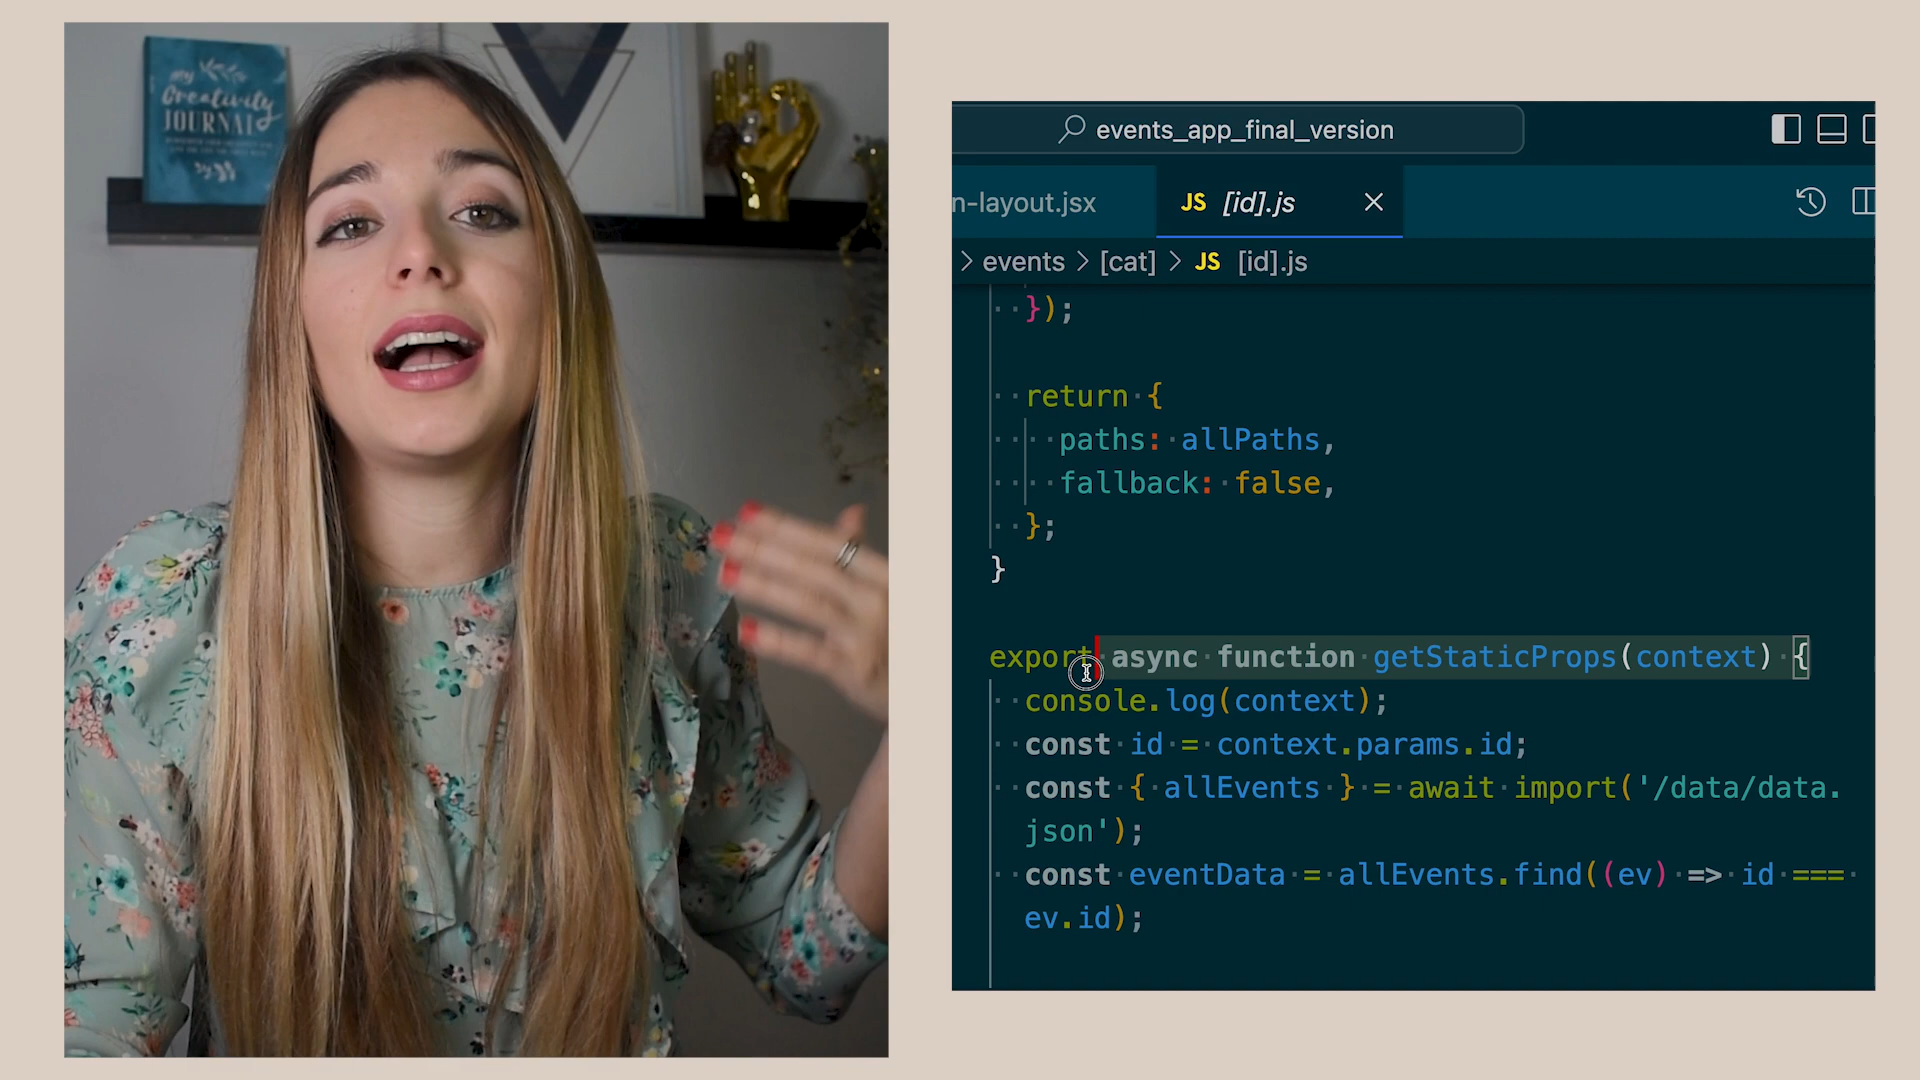 my
Creativity
JOURNAL
events_app_final_version
n-layout.jsx
JS [id].js
> events > [cat] > JS [id].js
});
return {
paths: allPaths,
fallback: false,
};
}
export async function getStaticProps(context) {
console.log(context);
const id = context.params.id;
const { allEvents } = await import('/data/data.
json');
const eventData = allEvents.find((ev) => id ===
ev.id);